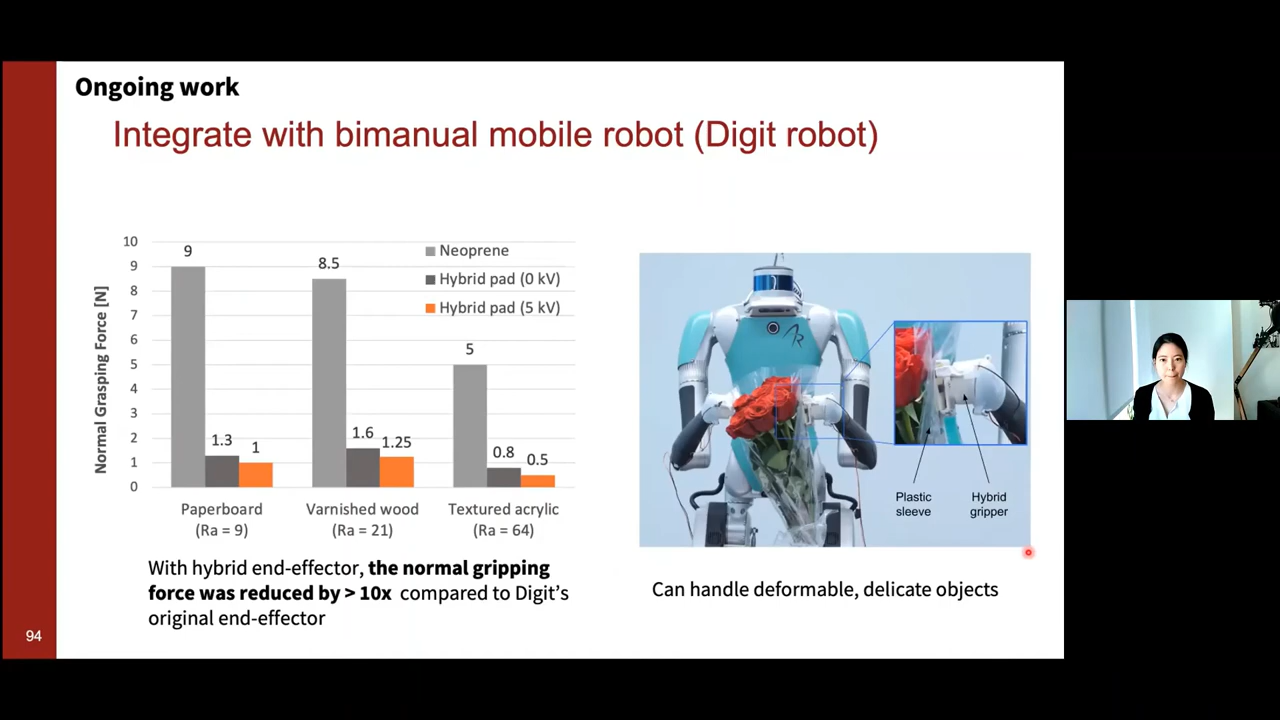 Ongoing work
Integrate with bimanual mobile robot (Digit robot)
Normal Grasping Force [N]
10
9
8
7
6
5
4
3
2
1
0
9
1.3
1
8.5
1.6
1.25
5
0.8
0.5
Neoprene
Hybrid pad (0 kV)
Hybrid pad (5 kV)
Paperboard
(Ra = 9)
Varnished wood
(Ra = 21)
Textured acrylic
(Ra = 64)
With hybrid end-effector, the normal gripping
force was reduced by > 10x compared to Digit's
original end-effector
Plastic
sleeve
Hybrid
gripper
Can handle deformable, delicate objects
94